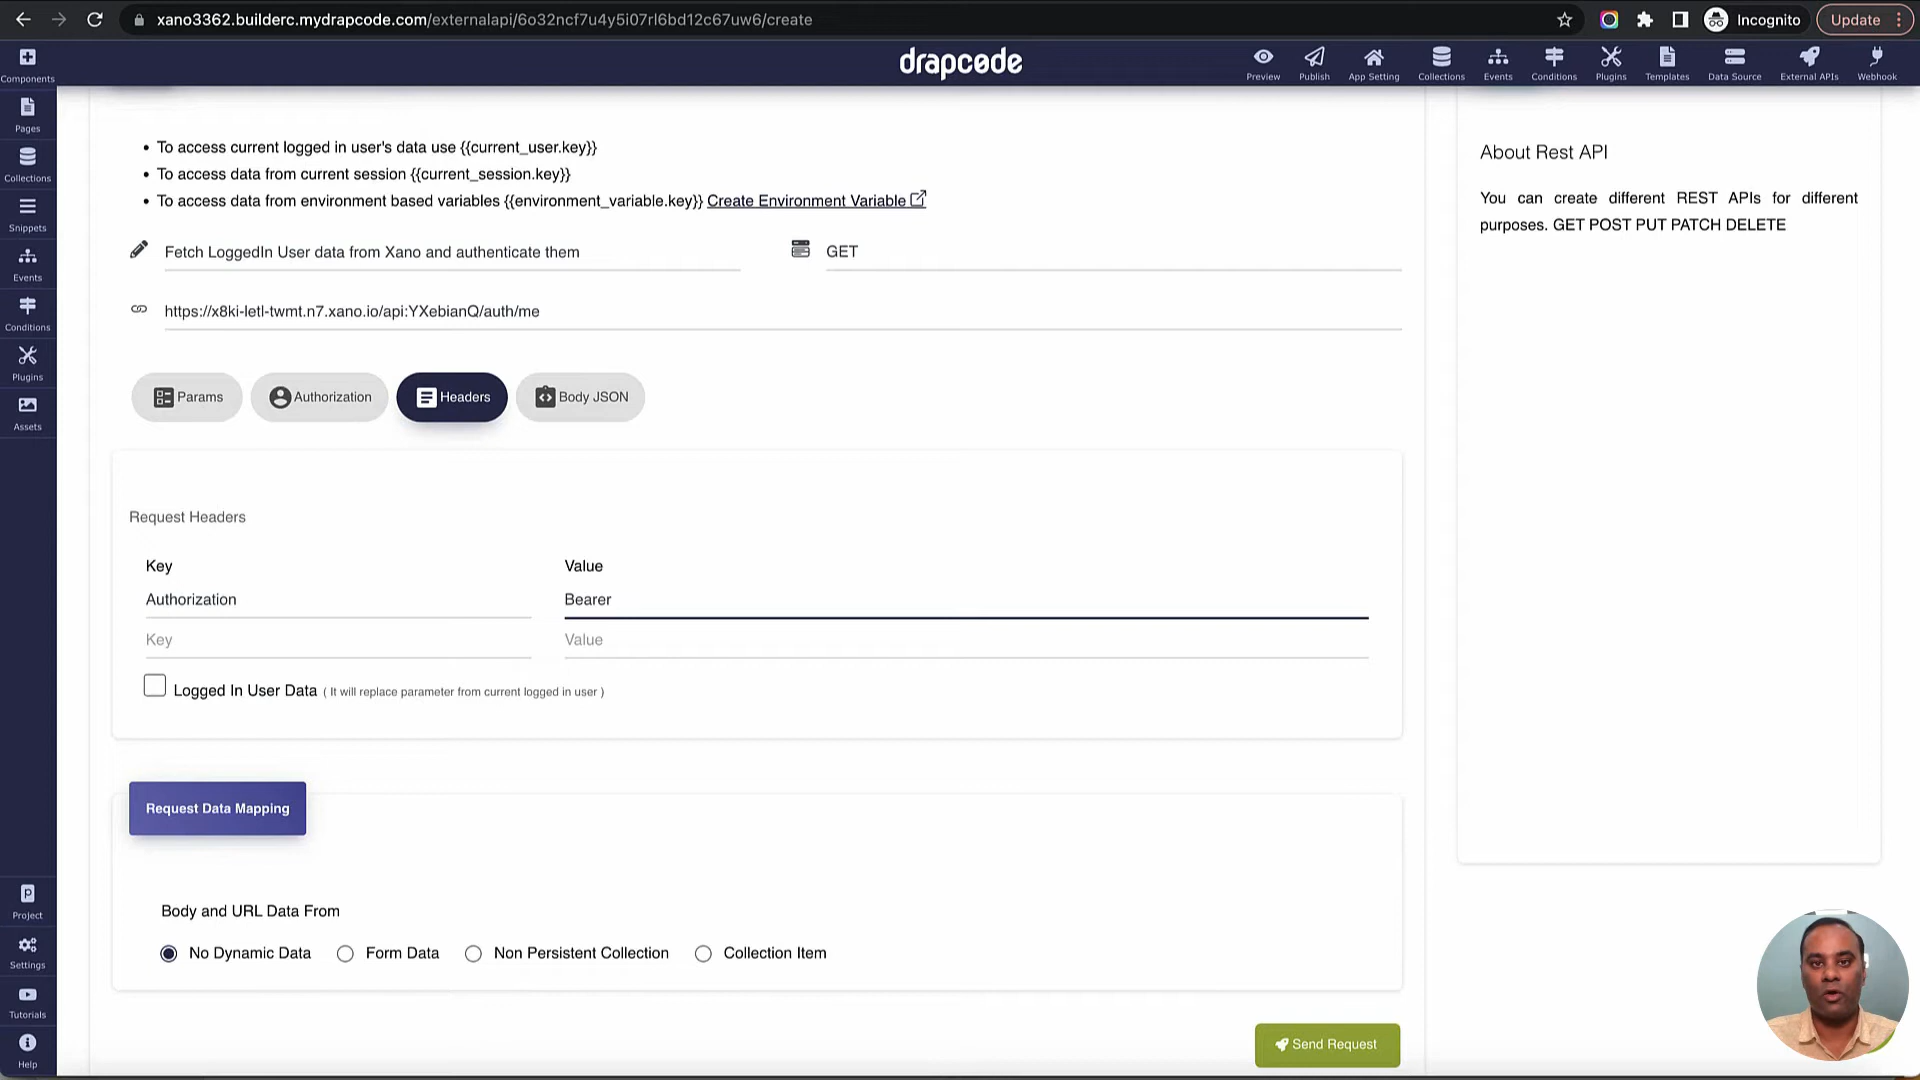 xano3362.builderc.mydrapcode.com/externalapi/6o32ncf7u4y5i07rl6bd12c67uw6/create
Incognito
Update
Components
drapcode
Preview
Publish
App Setting
Collections
Events
Conditions
Plugins
Templates
Data Source
External APIs
Webhook
Pages
Collections
Snippets
Events
Conditions
Plugins
Assets
Project
Settings
Tutorials
Help
To access current logged in user's data use {{current_user.key}}
To access data from current session {{current_session.key}}
To access data from environment based variables {{environment_variable.key}} Create Environment Variable
Fetch LoggedIn User data from Xano and authenticate them
GET
https://x8ki-letl-twmt.n7.xano.io/api:YXebianQ/auth/me
Params
Authorization
Headers
Body JSON
Request Headers
Key
Value
Authorization
Bearer
Key
Value
Logged In User Data ( It will replace parameter from current logged in user )
Request Data Mapping
Body and URL Data From
No Dynamic Data
Form Data
Non Persistent Collection
Collection Item
Send Request
About Rest API
You can create different REST APIs for different
purposes. GET POST PUT PATCH DELETE